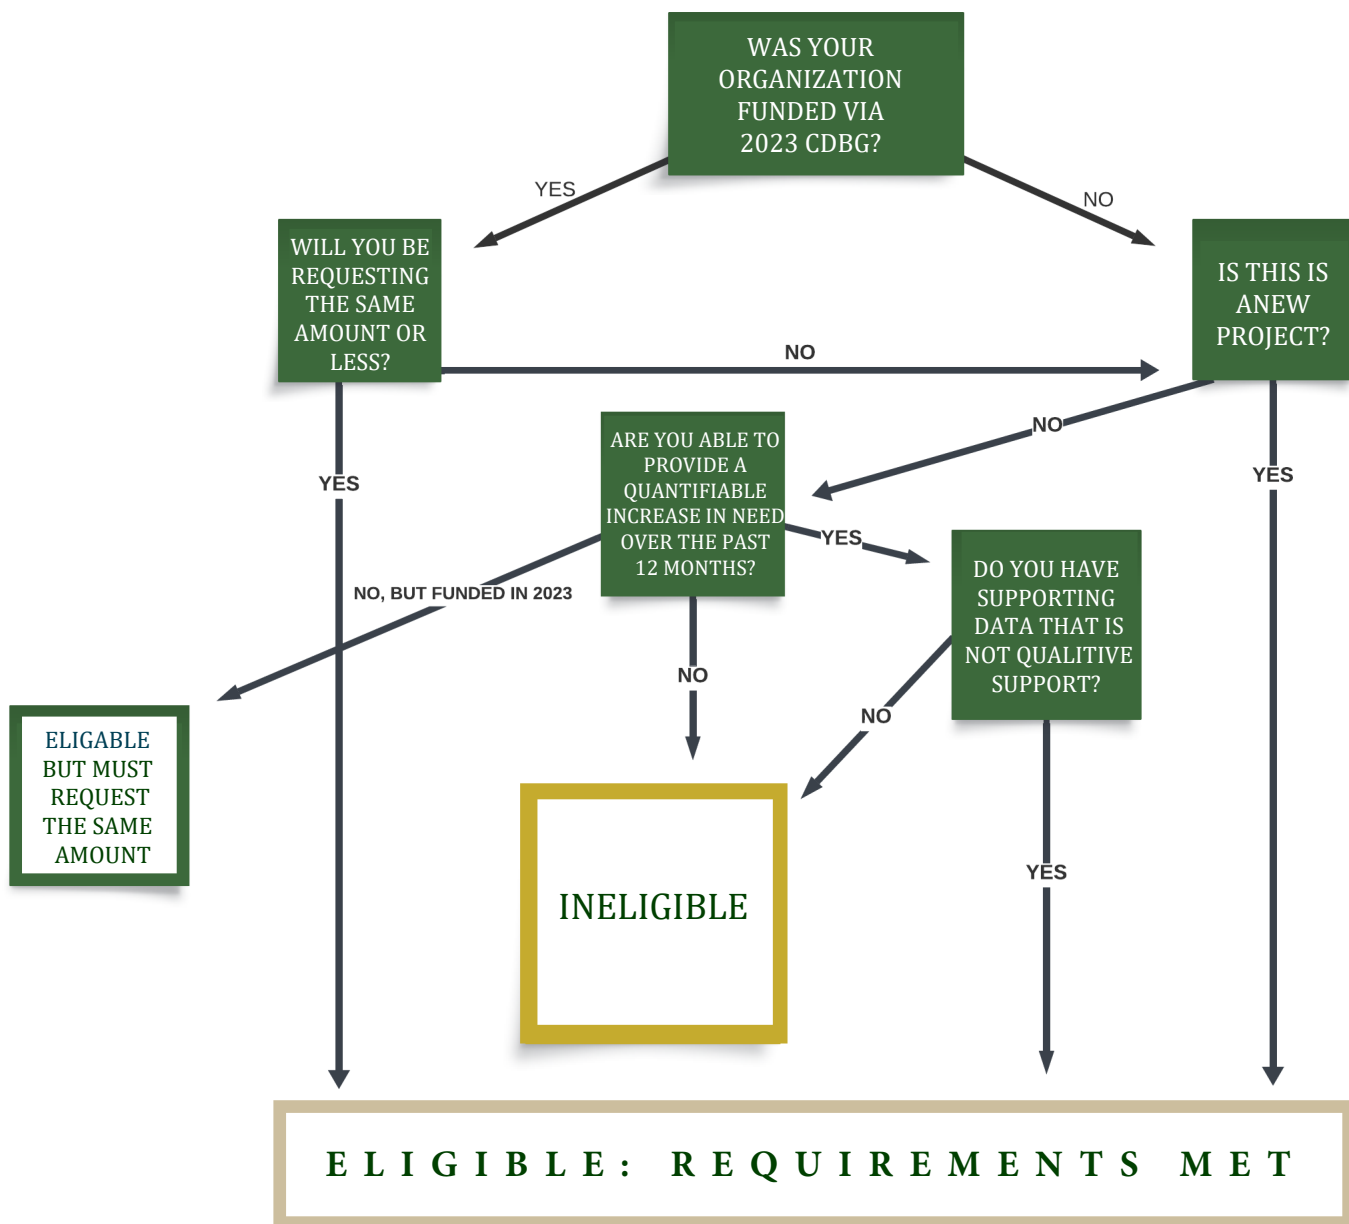 WAS YOUR
ORGANIZATION
FUNDED VIA
2023 CDBG?
YES
NO
WILL YOU BE
REQUESTING
THE SAME
AMOUNT OR
LESS?
IS THIS IS
ANEW
PROJECT?
NO
NO
YES
YES
ARE YOU ABLE TO
PROVIDE A
QUANTIFIABLE
INCREASE IN NEED
OVER THE PAST
12 MONTHS?
YES
NO, BUT FUNDED IN 2023
NO
DO YOU HAVE
SUPPORTING
DATA THAT IS
NOT QUALITIVE
SUPPORT?
NO
YES
ELIGABLE
BUT MUST
REQUEST
THE SAME
AMOUNT
INELIGIBLE
ELIGIBLE: REQUIREMENTS MET